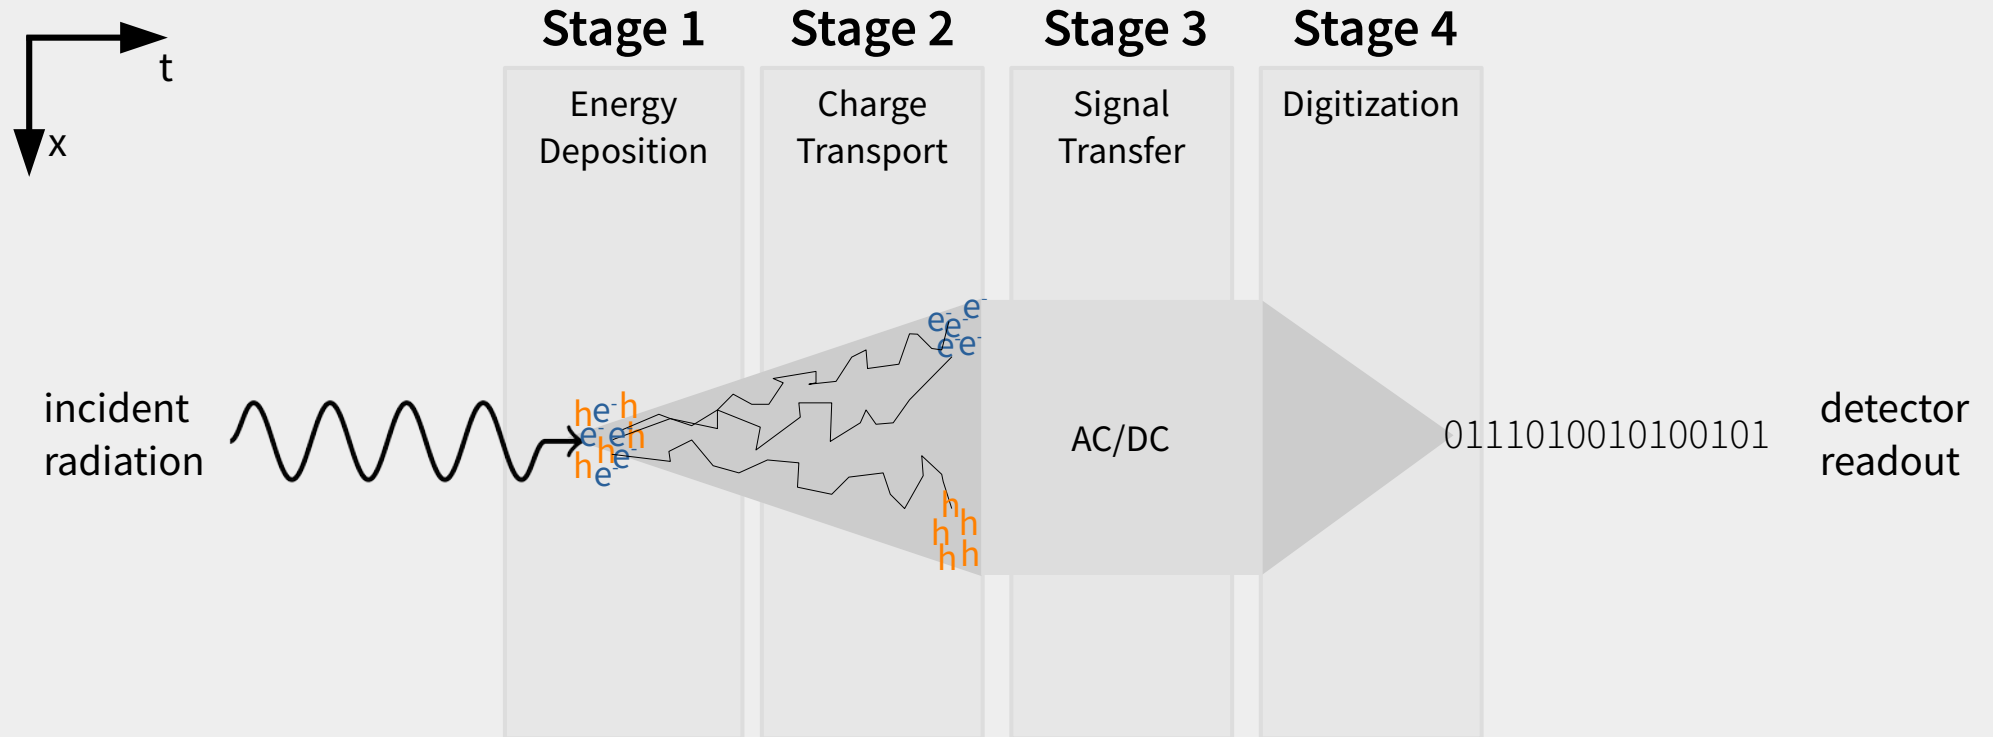 t
x
Stage 1
Energy
Deposition
Stage 2
Charge
Transport
Stage 3
Signal
Transfer
Stage 4
Digitization
incident
radiation
h e⁻ h
e⁻ e⁻ h
h e⁻
h e⁻
e⁻ e⁻ e⁻
e⁻ e⁻
h
h h
h h
AC/DC
0111010010100101
detector
readout